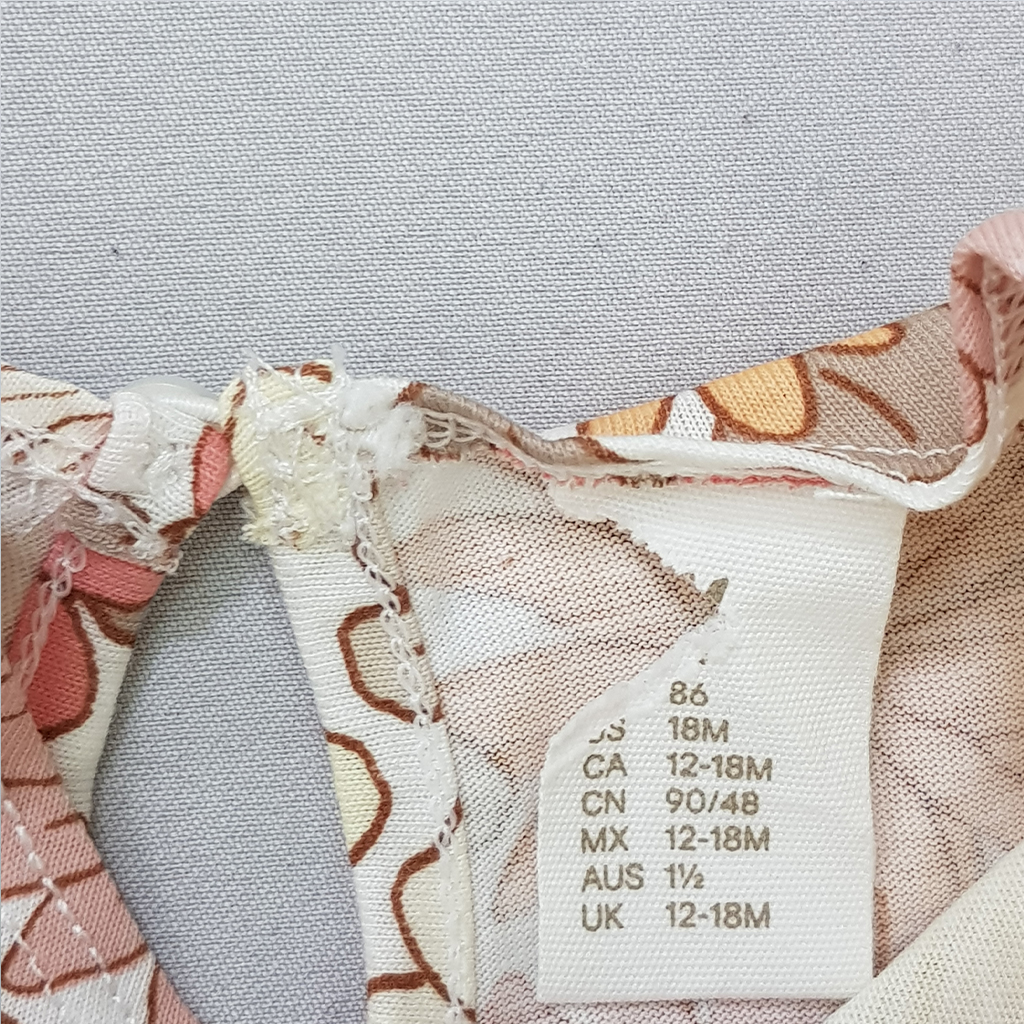 86
18M
CA 12-18M
CN 90/48
MX 12-18M
AUS 1½
UK 12-18M